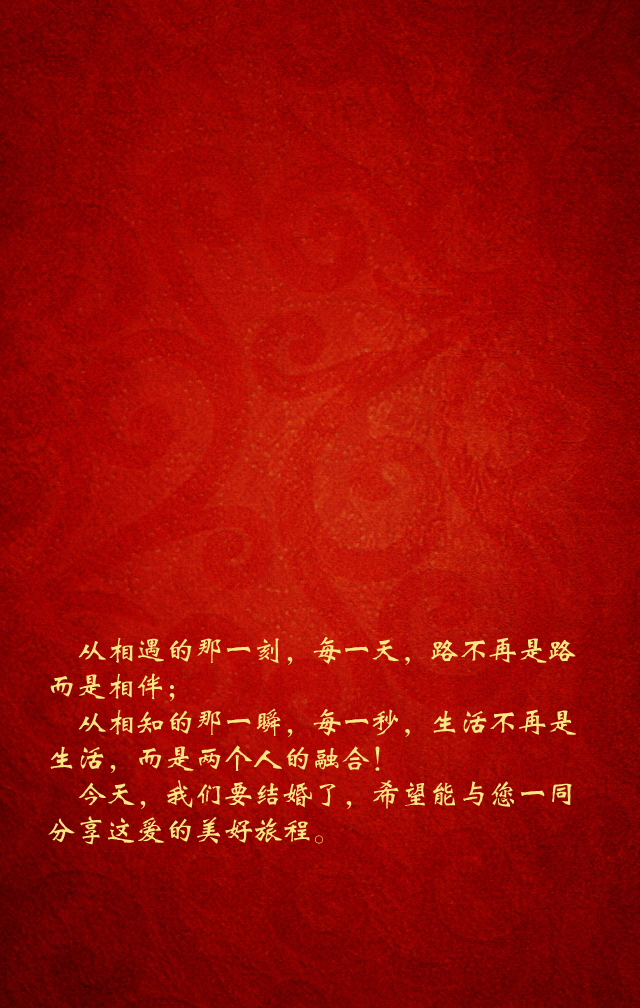 从相遇的那一刻，每一天，路不再是路
而是相伴；
从相知的那一瞬，每一秒，生活不再是
生活，而是两个人的融合！
今天，我们要结婚了，希望能与您一同
分享这爱的美好旅程。